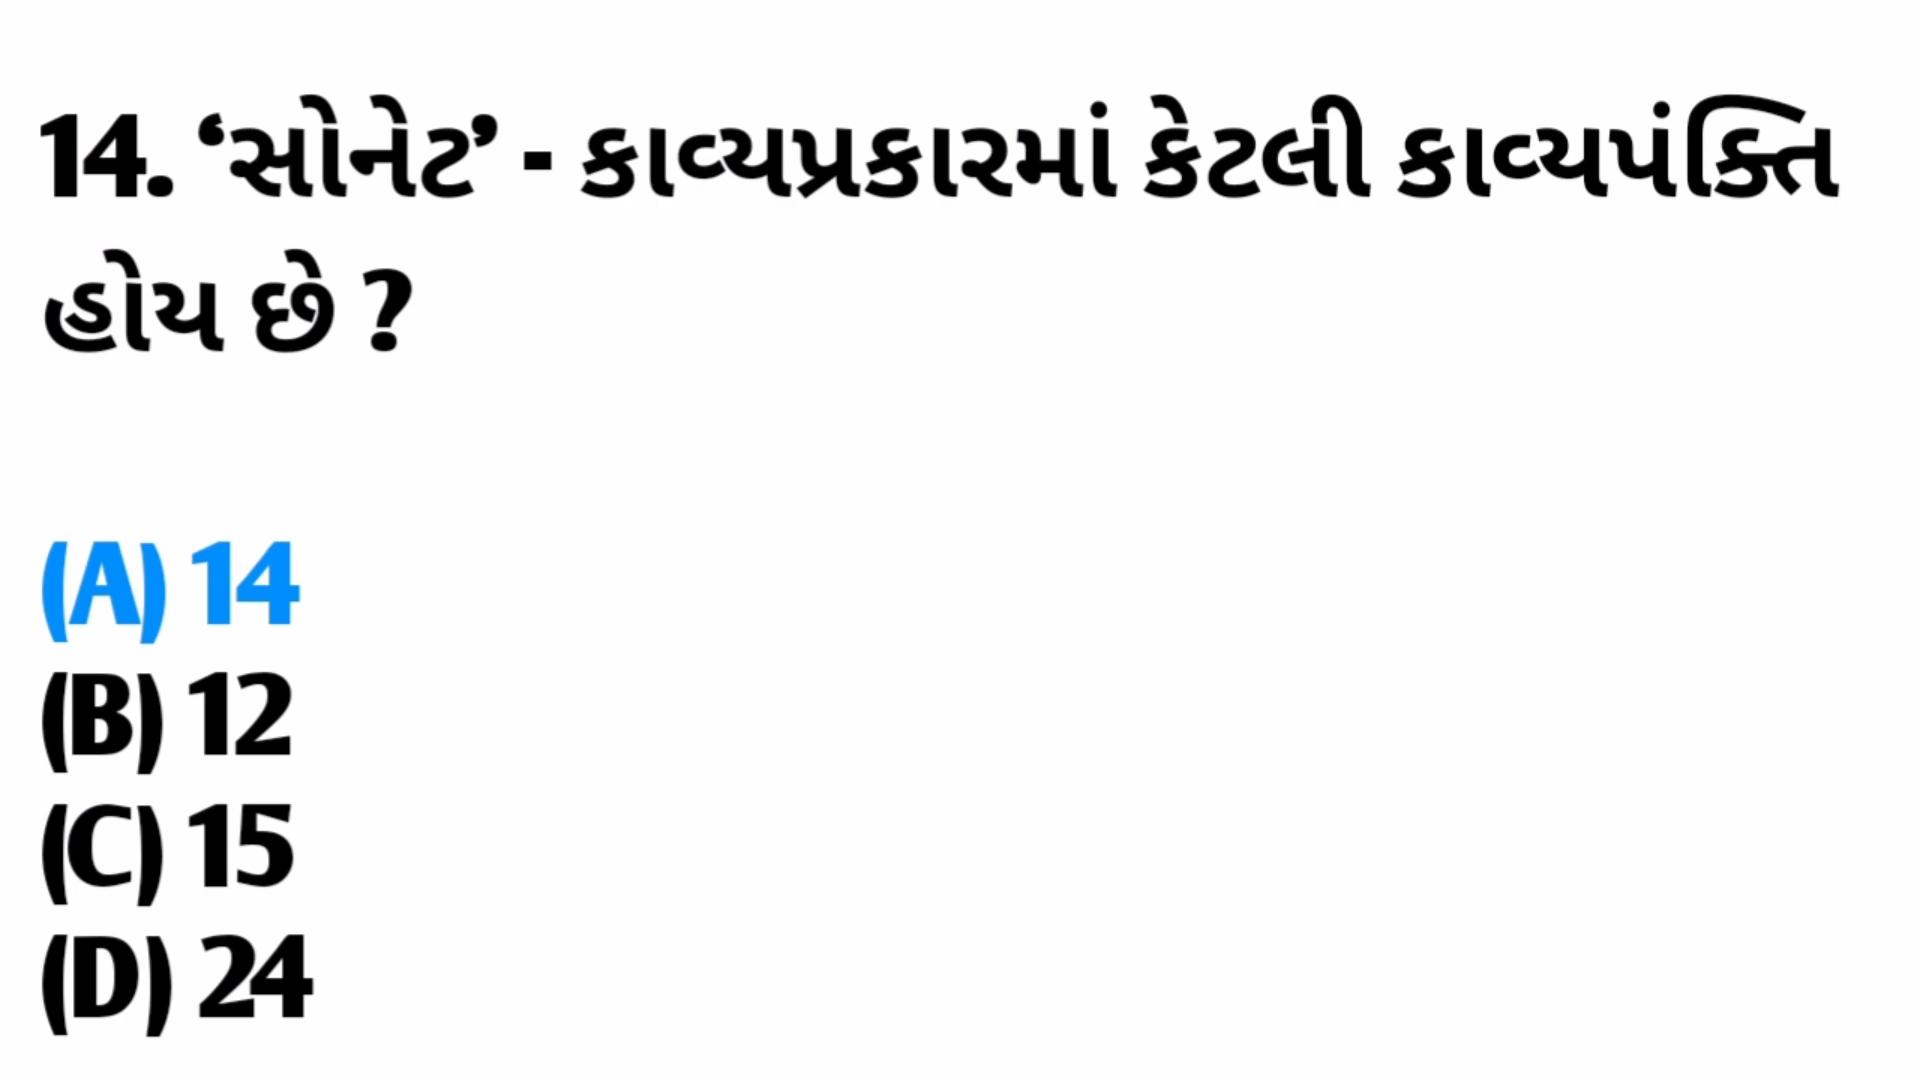 14. ‘સોનેટ’ - કાવ્યપ્રકારમાં કેટલી કાવ્યપંક્તિ
હોય છે ?
(A) 14
(B) 12
(C) 15
(D) 24